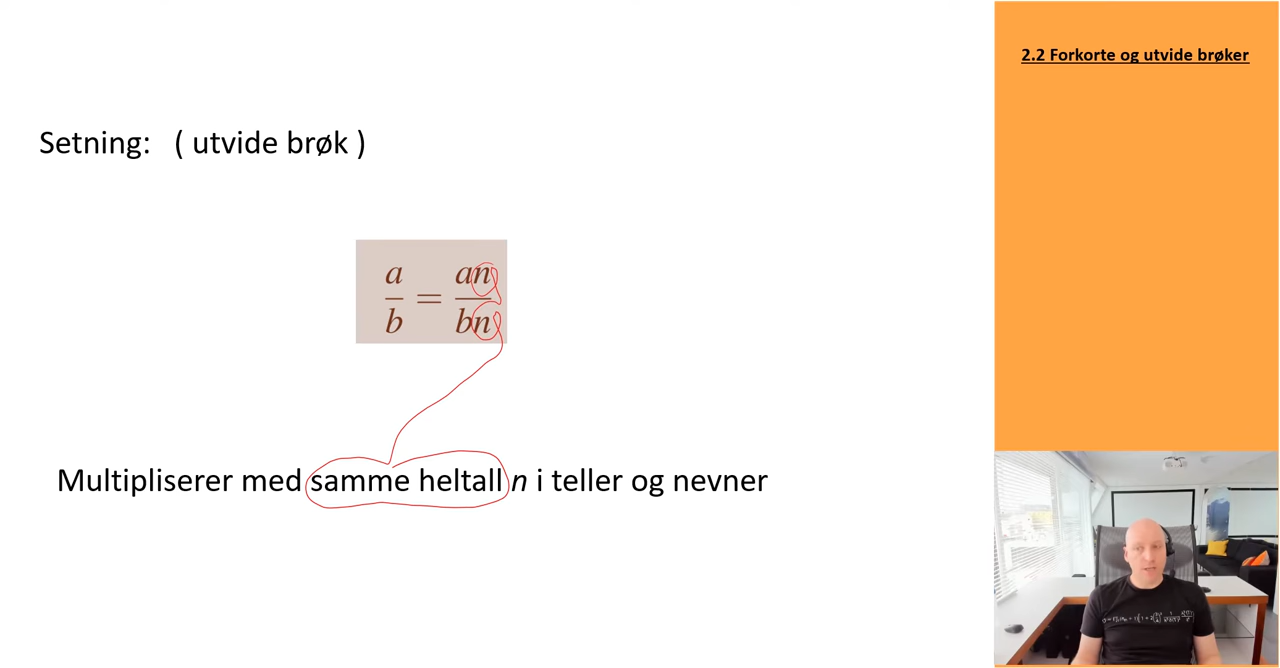 2.2 Forkorte og utvide brøker
Setning: ( utvide brøk )
a/b = an/bn
Multipliserer med samme heltall n i teller og nevner